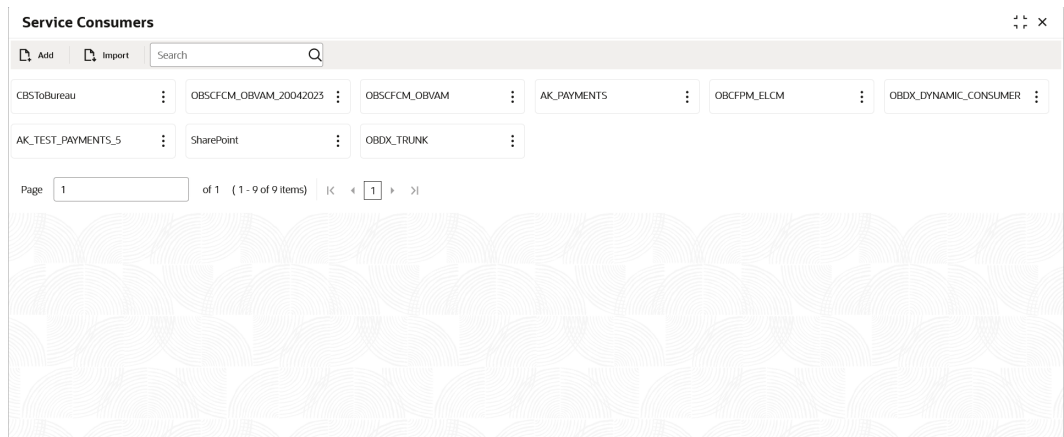 Service Consumers
Add Import Search
CBSToBureau OBSCFCM_OBVAM_20042023 OBSCFCM_OBVAM AK_PAYMENTS OBCFPM_ELCM OBDX_DYNAMIC_CONSUMER
AK_TEST_PAYMENTS_5 SharePoint OBDX_TRUNK
Page 1 of 1 ( 1 - 9 of 9 items) 1